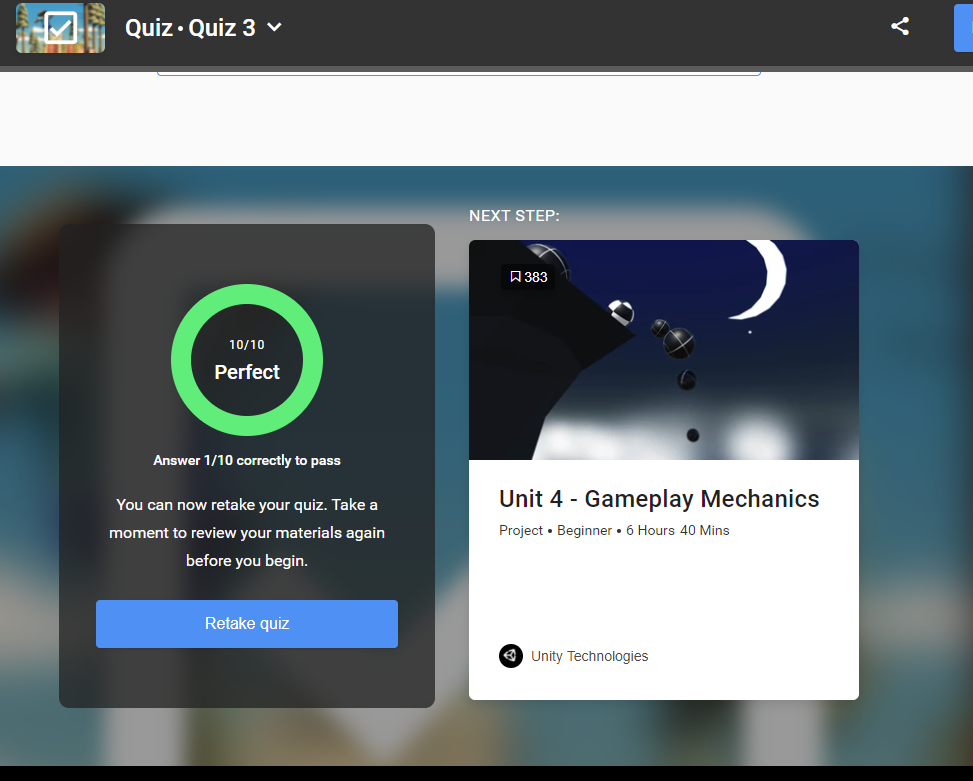 Quiz • Quiz 3
NEXT STEP:
383
10/10
Perfect
Answer 1/10 correctly to pass
You can now retake your quiz. Take a
moment to review your materials again
before you begin.
Retake quiz
Unit 4 - Gameplay Mechanics
Project • Beginner • 6 Hours 40 Mins
Unity Technologies